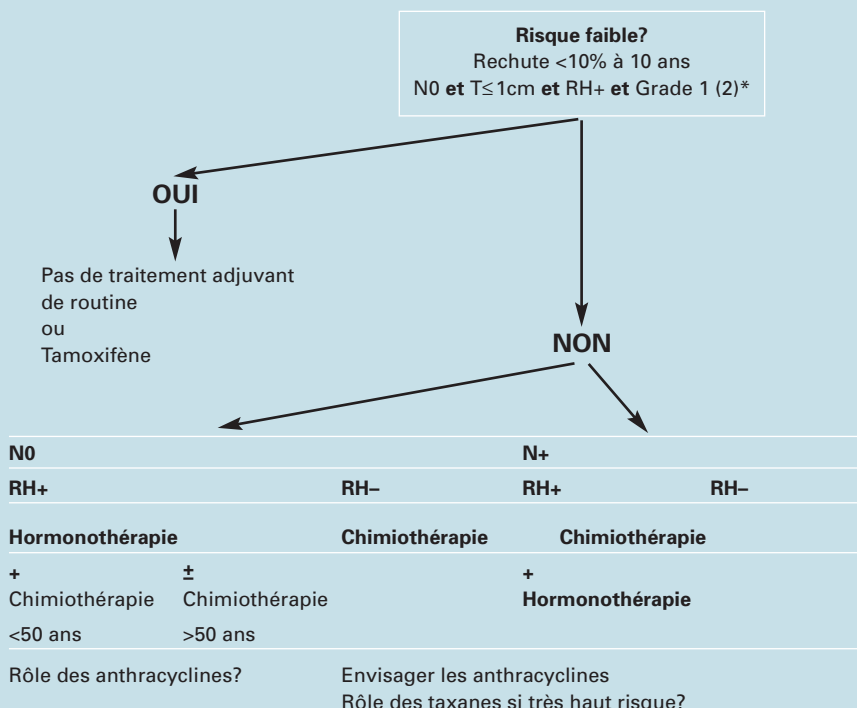 Risque faible?
Rechute <10% à 10 ans
N0 et T≤1cm et RH+ et Grade 1 (2)*
OUI
Pas de traitement adjuvant
de routine
ou
Tamoxifène
NON
N0 N+
RH+ RH– RH+ RH–
Hormonothérapie Chimiothérapie Chimiothérapie
+ ± +
Chimiothérapie Chimiothérapie Hormonothérapie
<50 ans >50 ans
Rôle des anthracyclines? Envisager les anthracyclines
Rôle des taxanes si très haut risque?